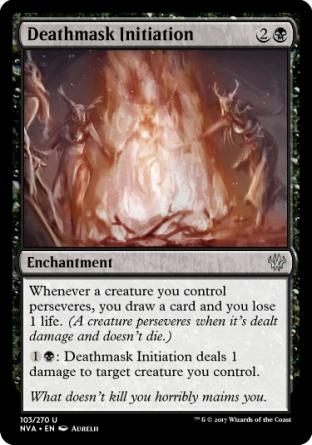 Deathmask Initiation 2
Enchantment
Whenever a creature you control
perseveres, you draw a card and you lose
1 life. (A creature perseveres when it's dealt
damage and doesn't die.)
1 : Deathmask Initiation deals 1
damage to target creature you control.
What doesn't kill you horribly maims you.
103/270 U
NVA • EN Aurelii
™ & © 2017 Wizards of the Coast